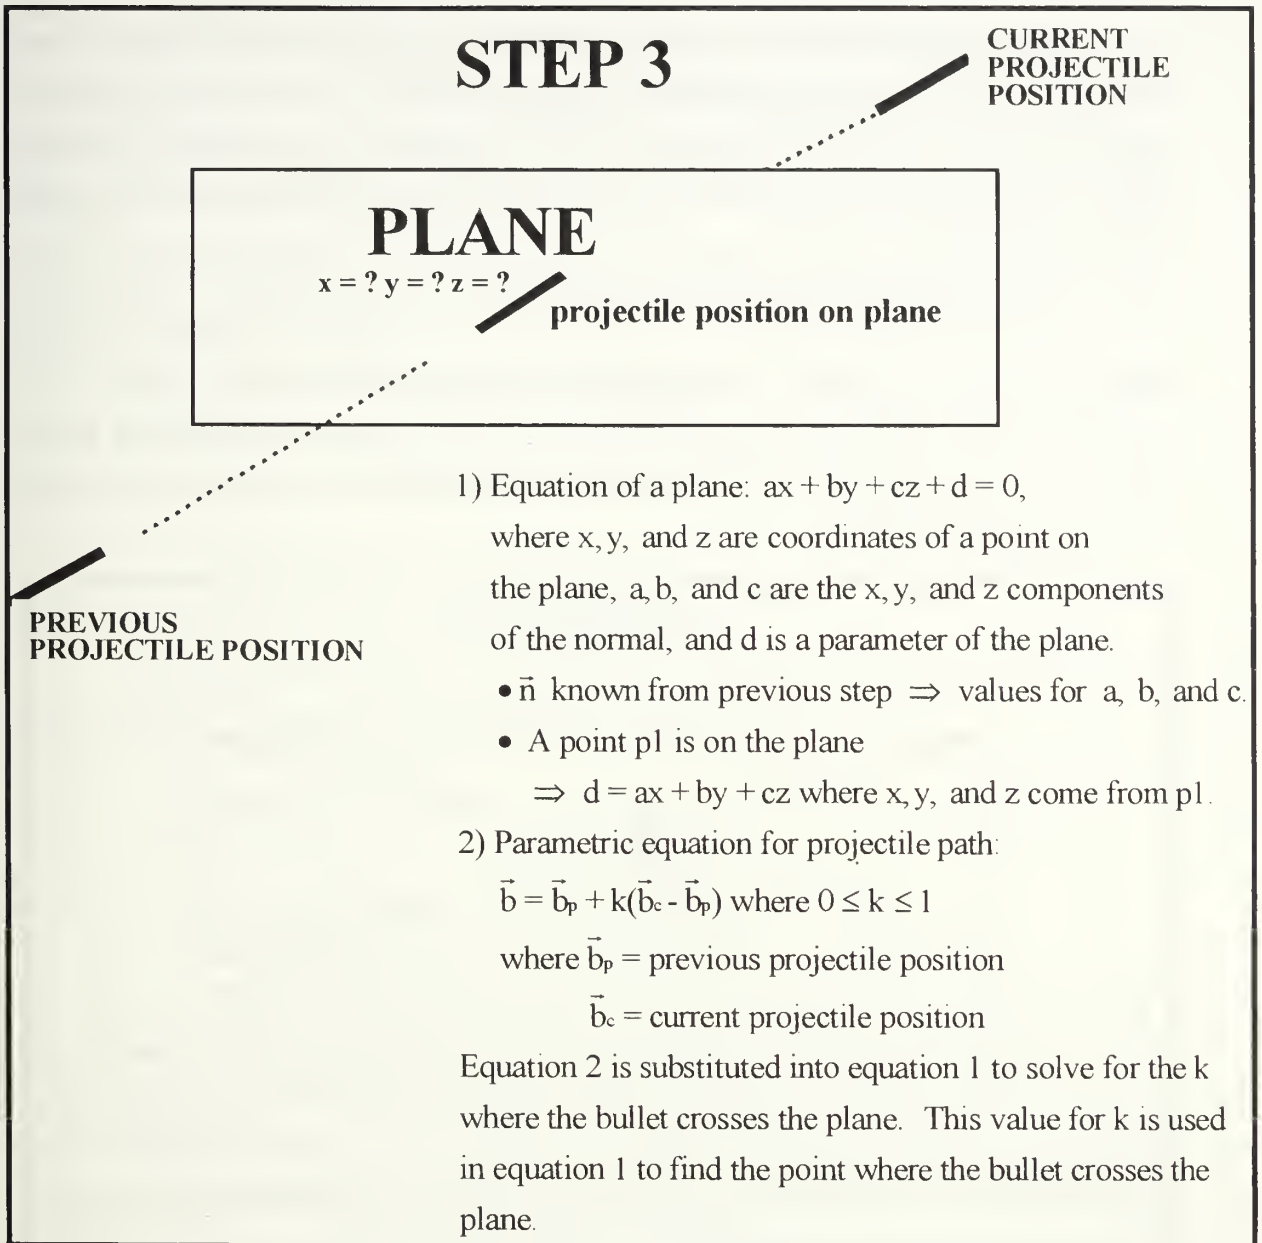 STEP 3
CURRENT
PROJECTILE
POSITION
PLANE
x = ? y = ? z = ?
projectile position on plane
PREVIOUS
PROJECTILE POSITION
1) Equation of a plane: ax + by + cz + d = 0,
where x, y, and z are coordinates of a point on
the plane, a, b, and c are the x, y, and z components
of the normal, and d is a parameter of the plane.
• n⃗ known from previous step ⇒ values for a, b, and c.
• A point p1 is on the plane
⇒ d = ax + by + cz where x, y, and z come from p1.
2) Parametric equation for projectile path:
b⃗ = b⃗ₚ + k(b⃗c - b⃗ₚ) where 0 ≤ k ≤ 1
where b⃗ₚ = previous projectile position
b⃗c = current projectile position
Equation 2 is substituted into equation 1 to solve for the k
where the bullet crosses the plane. This value for k is used
in equation 1 to find the point where the bullet crosses the
plane.